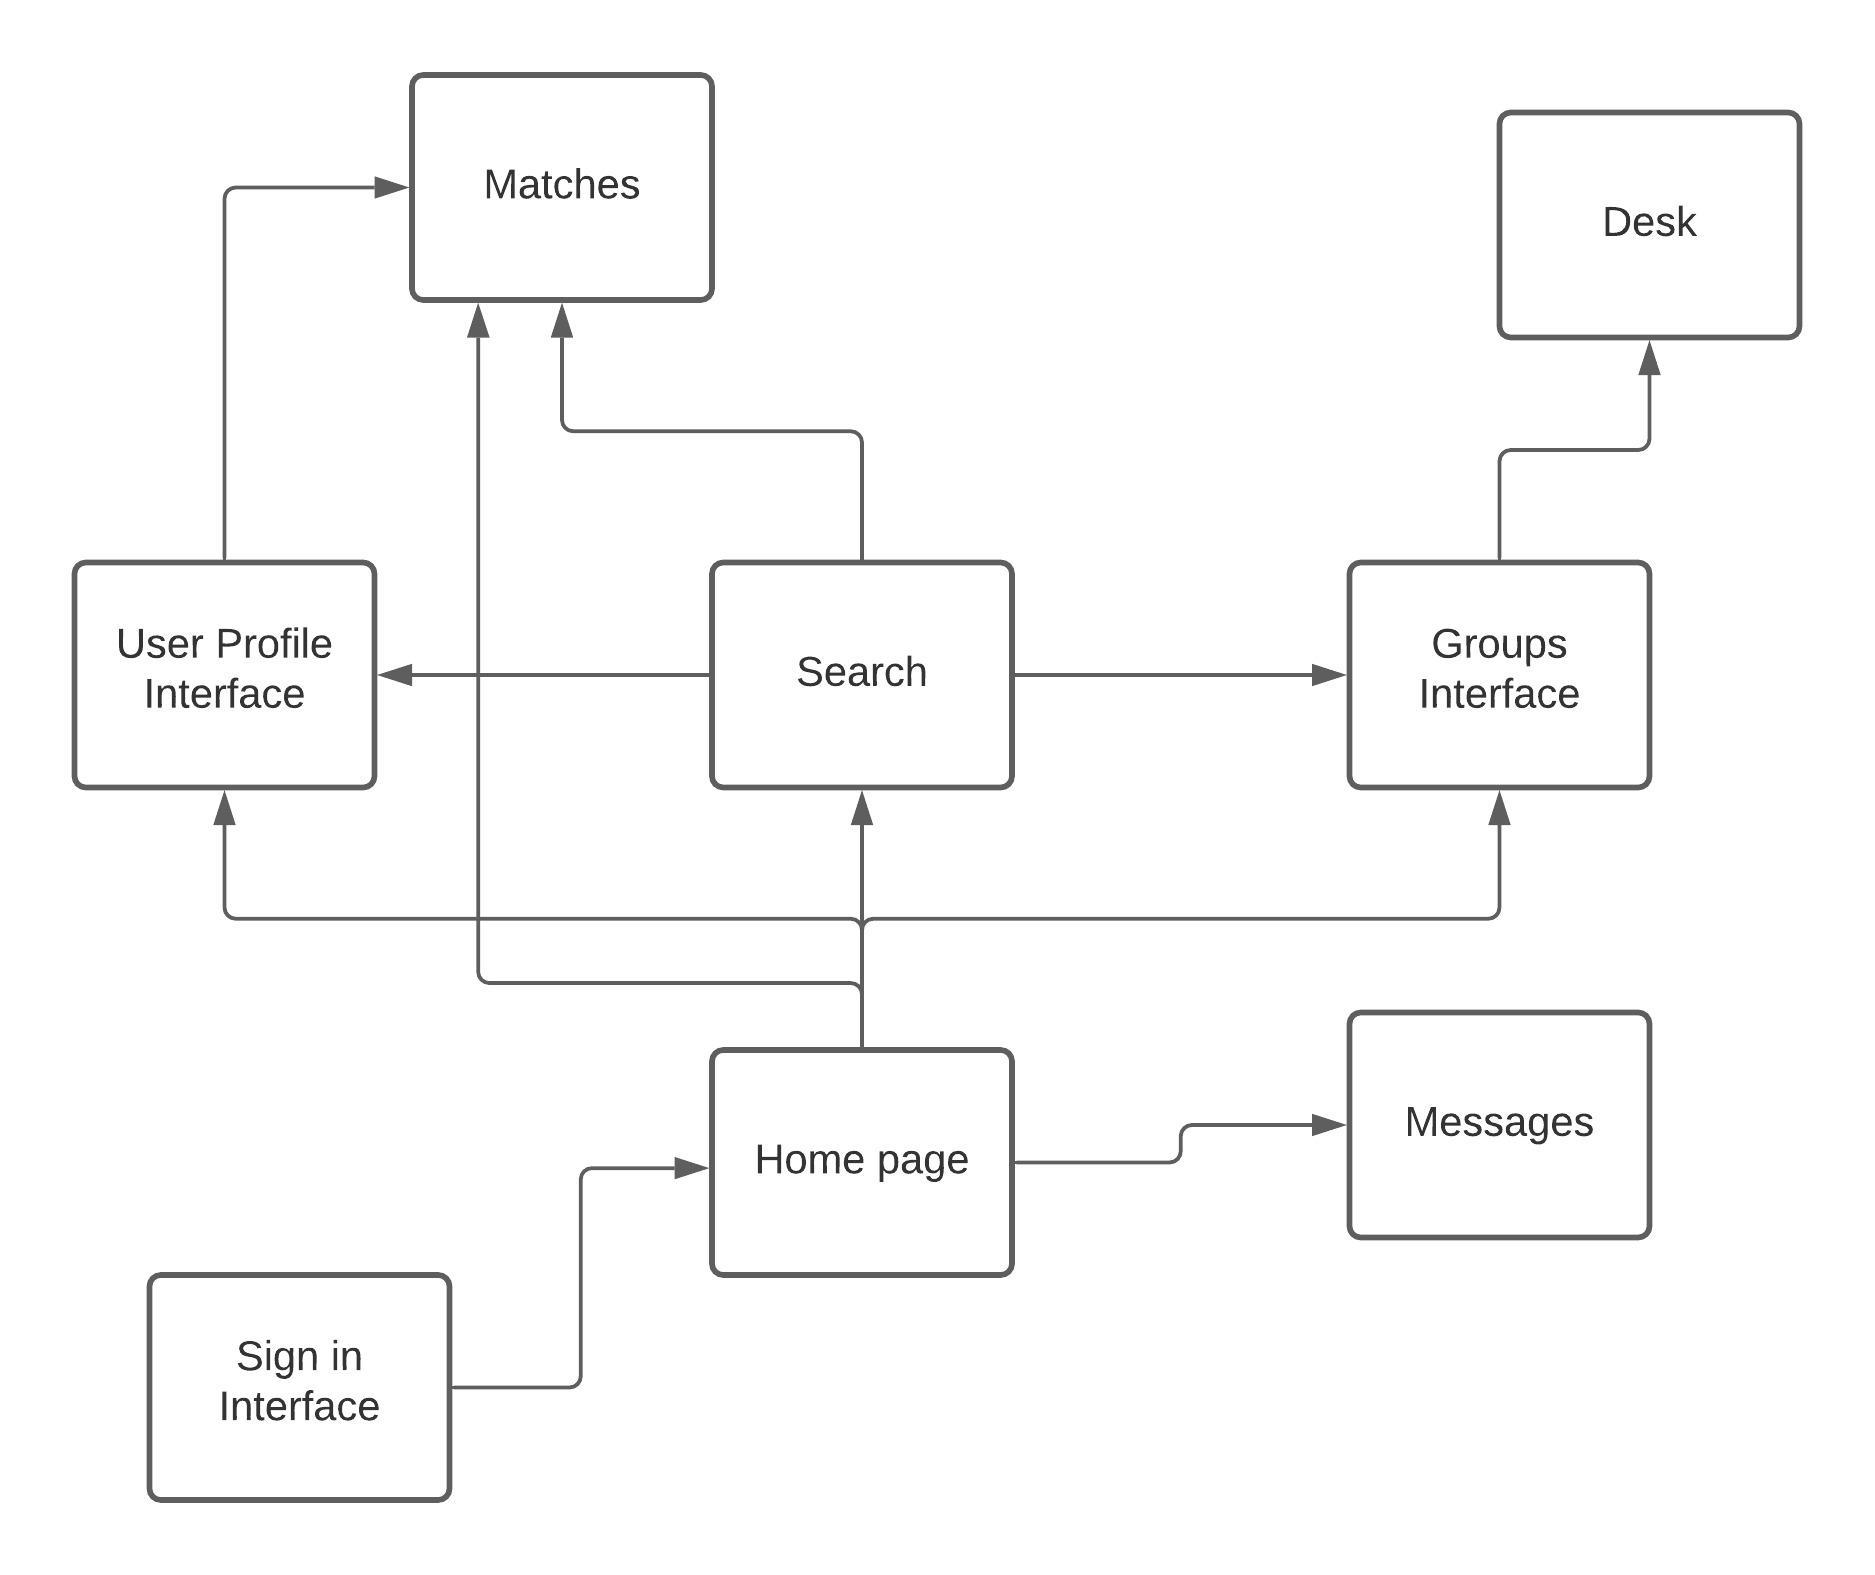 Matches
Desk
User Profile
Interface
Search
Groups
Interface
Home page
Messages
Sign in
Interface